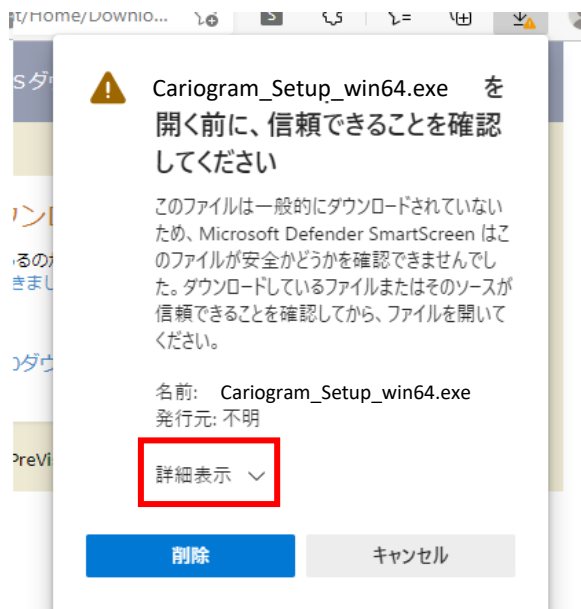 t/Home/Downlo...
Sダ
Cariogram_Setup_win64.exe を
開く前に、信頼できることを確認
してください
このファイルは一般的にダウンロードされていない
ため、Microsoft Defender SmartScreen はこ
のファイルが安全かどうかを確認できませんでし
た。ダウンロードしているファイルまたはそのソースが
信頼できることを確認してから、ファイルを開いて
ください。
名前: Cariogram_Setup_win64.exe
発行元: 不明
PreVi
詳細表示
削除
キャンセル